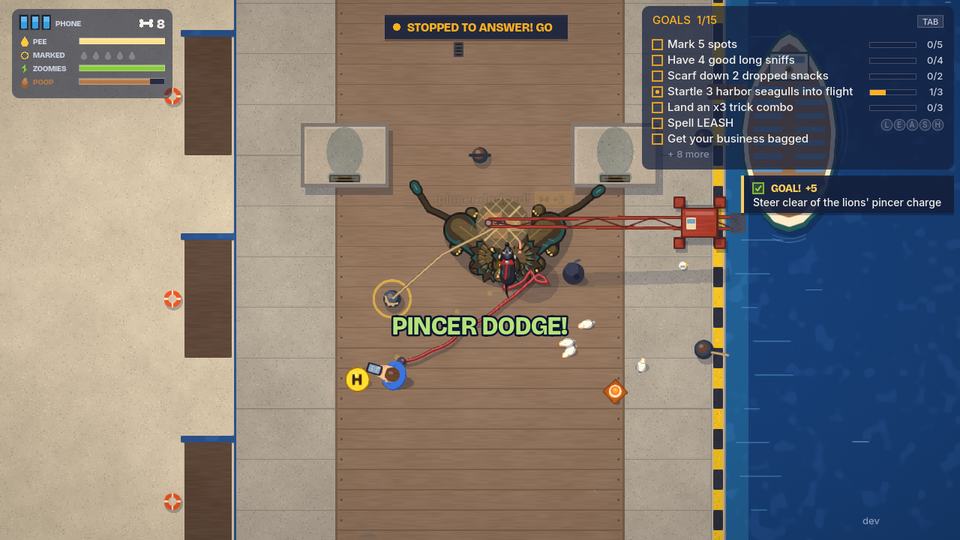 PHONE
8
PEE
MARKED
ZOOMIES
POOP
STOPPED TO ANSWER! GO
GOALS 1/15
TAB
Mark 5 spots 0/5
Have 4 good long sniffs 0/4
Scarf down 2 dropped snacks 0/2
Startle 3 harbor seagulls into flight 1/3
Land an x3 trick combo 0/3
Spell LEASH LEASH
Get your business bagged
+ 8 more
GOAL! +5
Steer clear of the lions' pincer charge
PINCER DODGE!
H
dev